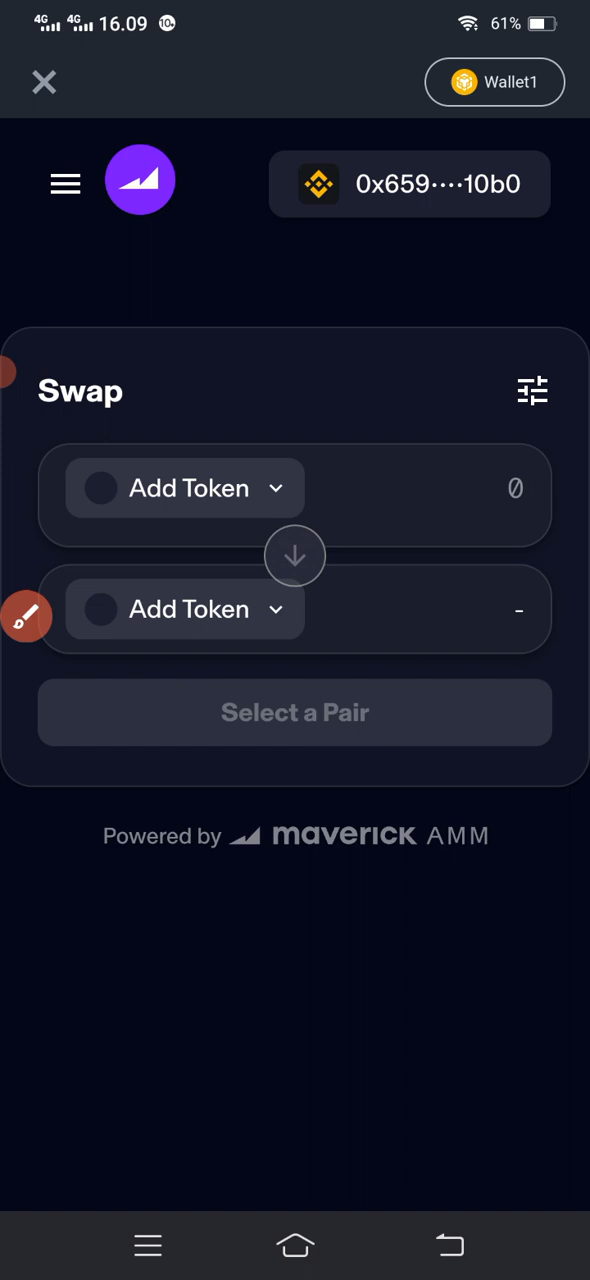 4G 4G 16.09 10+ 61%
Wallet1
0x659····10b0
Swap
Add Token 0
Add Token -
Select a Pair
Powered by maverick AMM